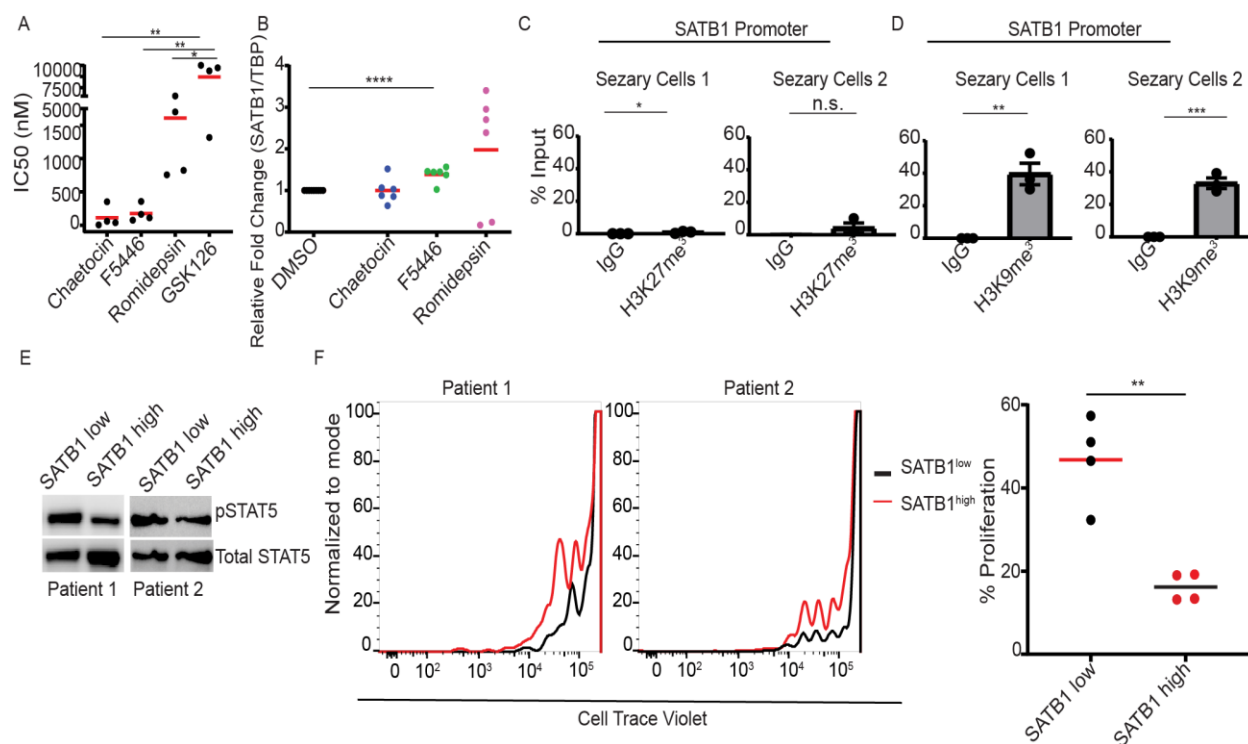 A
** 
**
*
IC50 (nM)
10000
7500
5000
1500
1000
500
0
Chaetocin
F5446
Romidepsin
GSK126
B
****
Relative Fold Change (SATB1/TBP)
4
3
2
1
0
DMSO
Chaetocin
F5446
Romidepsin
C
SATB1 Promoter
Sezary Cells 1
*
% Input
60
40
20
0
IgG
H3K27me³
Sezary Cells 2
n.s.
60
40
20
0
IgG
H3K27me³
D
SATB1 Promoter
Sezary Cells 1
**
60
40
20
0
IgG
H3K9me³
Sezary Cells 2
***
60
40
20
0
IgG
H3K9me³
E
SATB1 low
SATB1 high
SATB1 low
SATB1 high
pSTAT5
Total STAT5
Patient 1
Patient 2
F
Patient 1
Patient 2
Normalized to mode
100
80
60
40
20
0
0 10² 10³ 10⁴ 10⁵
100
80
60
40
20
0
0 10² 10³ 10⁴ 10⁵
Cell Trace Violet
SATB1ˡᵒʷ
SATB1ʰⁱᵍʰ
**
% Proliferation
60
40
20
0
SATB1 low
SATB1 high